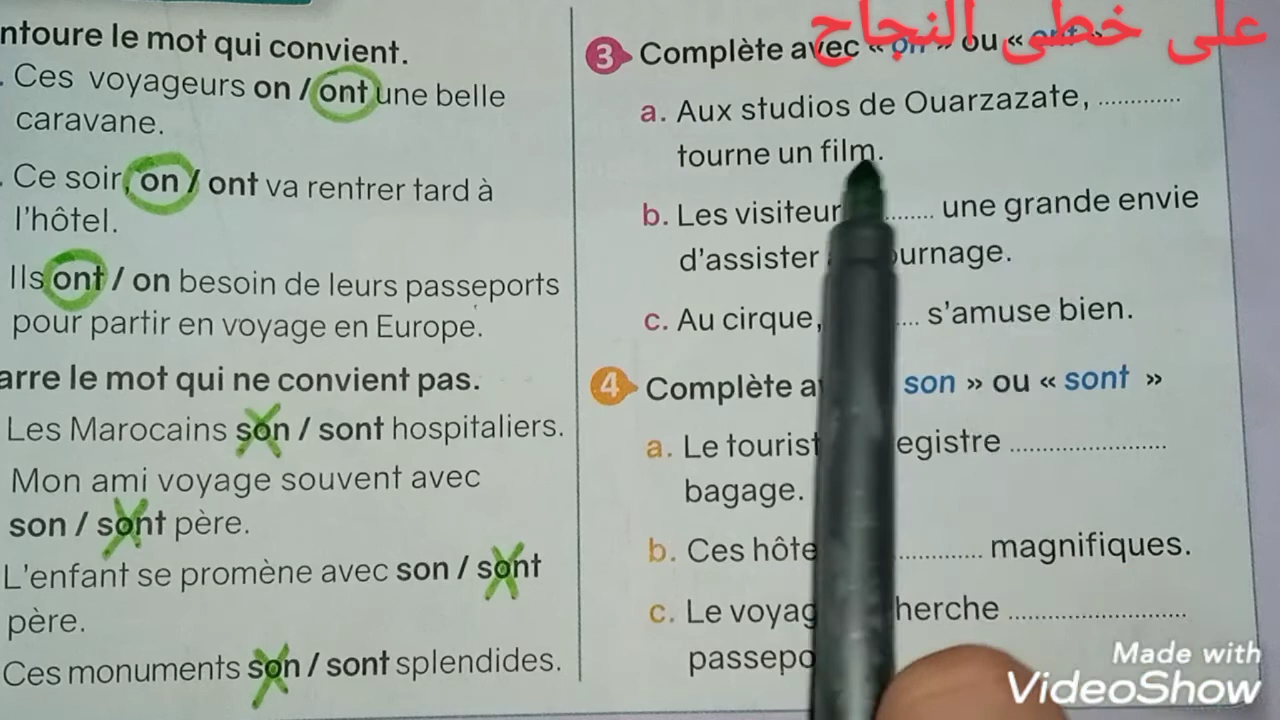 على خطى النجاح
ntoure le mot qui convient.
Ces voyageurs on / ont une belle
caravane.
Ce soir, on / ont va rentrer tard à
l'hôtel.
Ils ont / on besoin de leurs passeports
pour partir en voyage en Europe.
arre le mot qui ne convient pas.
Les Marocains son / sont hospitaliers.
Mon ami voyage souvent avec
son / sont père.
L'enfant se promène avec son / sont
père.
Ces monuments son / sont splendides.
3 Complète avec « on » ou « ont »
a. Aux studios de Ouarzazate, .............
tourne un film.
b. Les visiteur ........ une grande envie
d'assister urnage.
c. Au cirque, .... s'amuse bien.
4 Complète a son » ou « sont »
a. Le tourist egistre ........................
bagage.
b. Ces hôte ............. magnifiques.
c. Le voyag herche ...........................
passepo
Made with
VideoShow